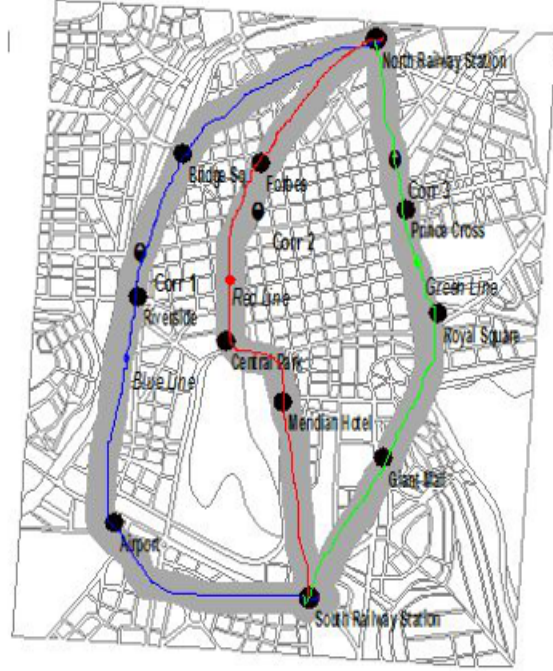 North Railway Station
Bridge Sq.
Forbes
Corr 3
Prince Cross
Corr 2
Corr 1
Green Line
Red Line
Riverside
Royal Square
Central Park
Blue Line
Meridian Hotel
Giant Mall
Airport
South Railway Station